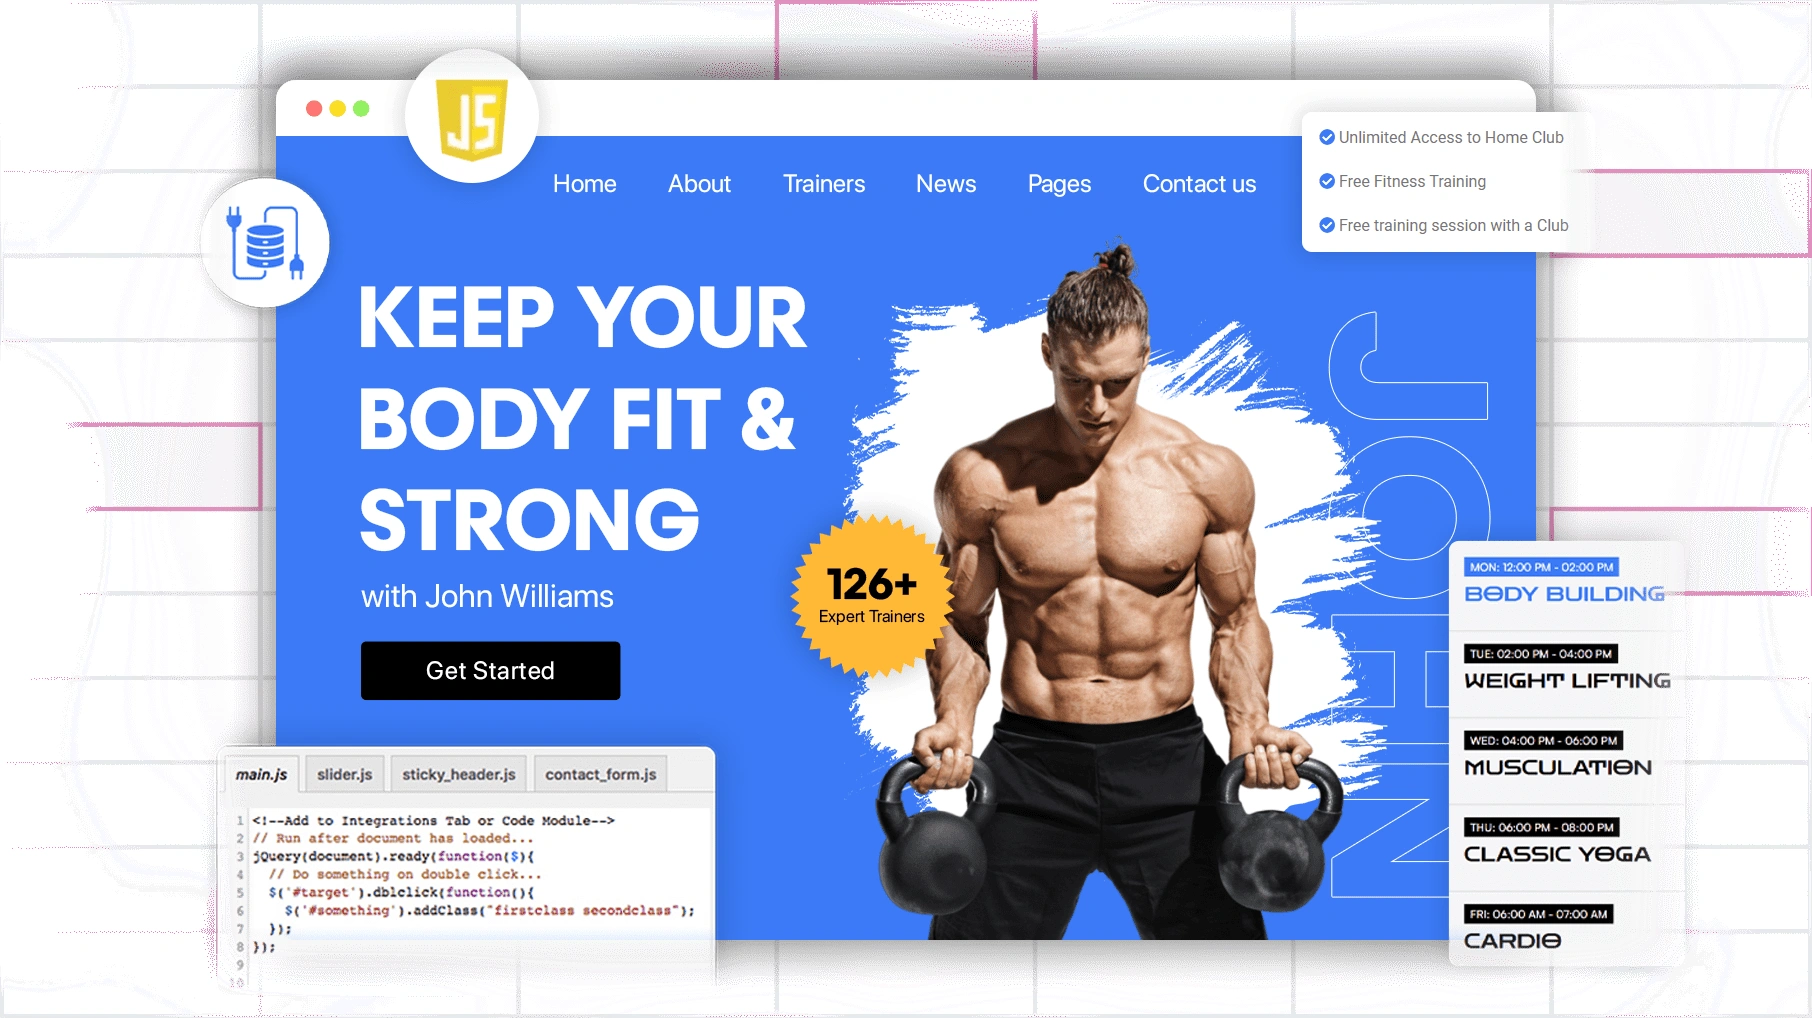 JS
Home About Trainers News Pages Contact us
Unlimited Access to Home Club
Free Fitness Training
Free training session with a Club
KEEP YOUR
BODY FIT &
STRONG
with John Williams
Get Started
126+
Expert Trainers
JOHN
MON: 12:00 PM - 02:00 PM
BODY BUILDING
TUE: 02:00 PM - 04:00 PM
WEIGHT LIFTING
WED: 04:00 PM - 06:00 PM
MUSCULATION
THU: 06:00 PM - 08:00 PM
CLASSIC YOGA
FRI: 06:00 AM - 07:00 AM
CARDIO
main.js slider.js sticky_header.js contact_form.js
1 <!--Add to Integrations Tab or Code Module-->
2 // Run after document has loaded...
3 jQuery(document).ready(function($){
4 // Do something on double click...
5 $('#target').dblclick(function(){
6 $('#something').addClass("firstclass secondclass");
7 });
8 });
9
10